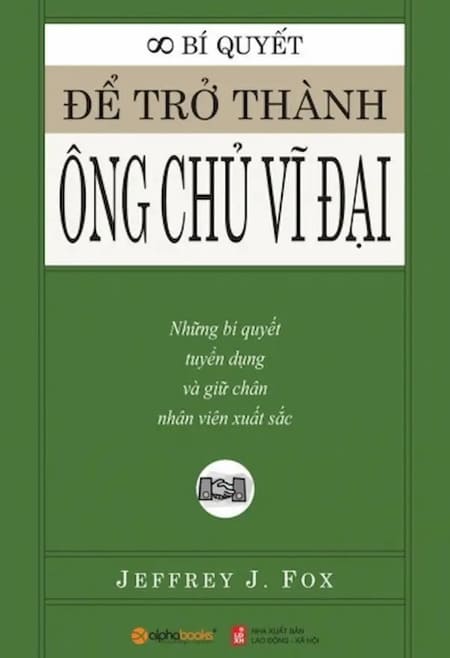 ∞ BÍ QUYẾT
ĐỂ TRỞ THÀNH
ÔNG CHỦ VĨ ĐẠI
Những bí quyết
tuyển dụng
và giữ chân
nhân viên xuất sắc
JEFFREY J. FOX
alphabooks
NHÀ XUẤT BẢN
LAO ĐỘNG - XÃ HỘI